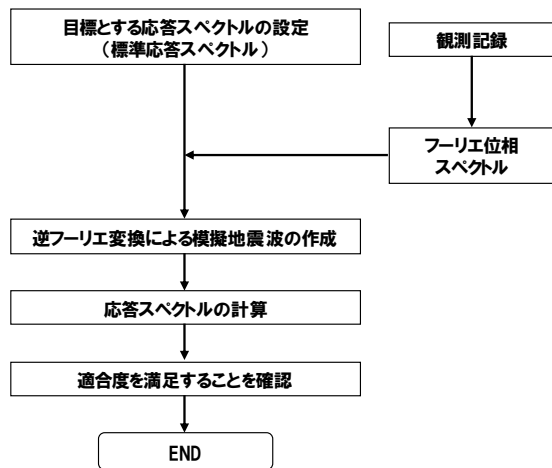 目標とする応答スペクトルの設定
（標準応答スペクトル）
観測記録
フーリエ位相
スペクトル
逆フーリエ変換による模擬地震波の作成
応答スペクトルの計算
適合度を満足することを確認
END